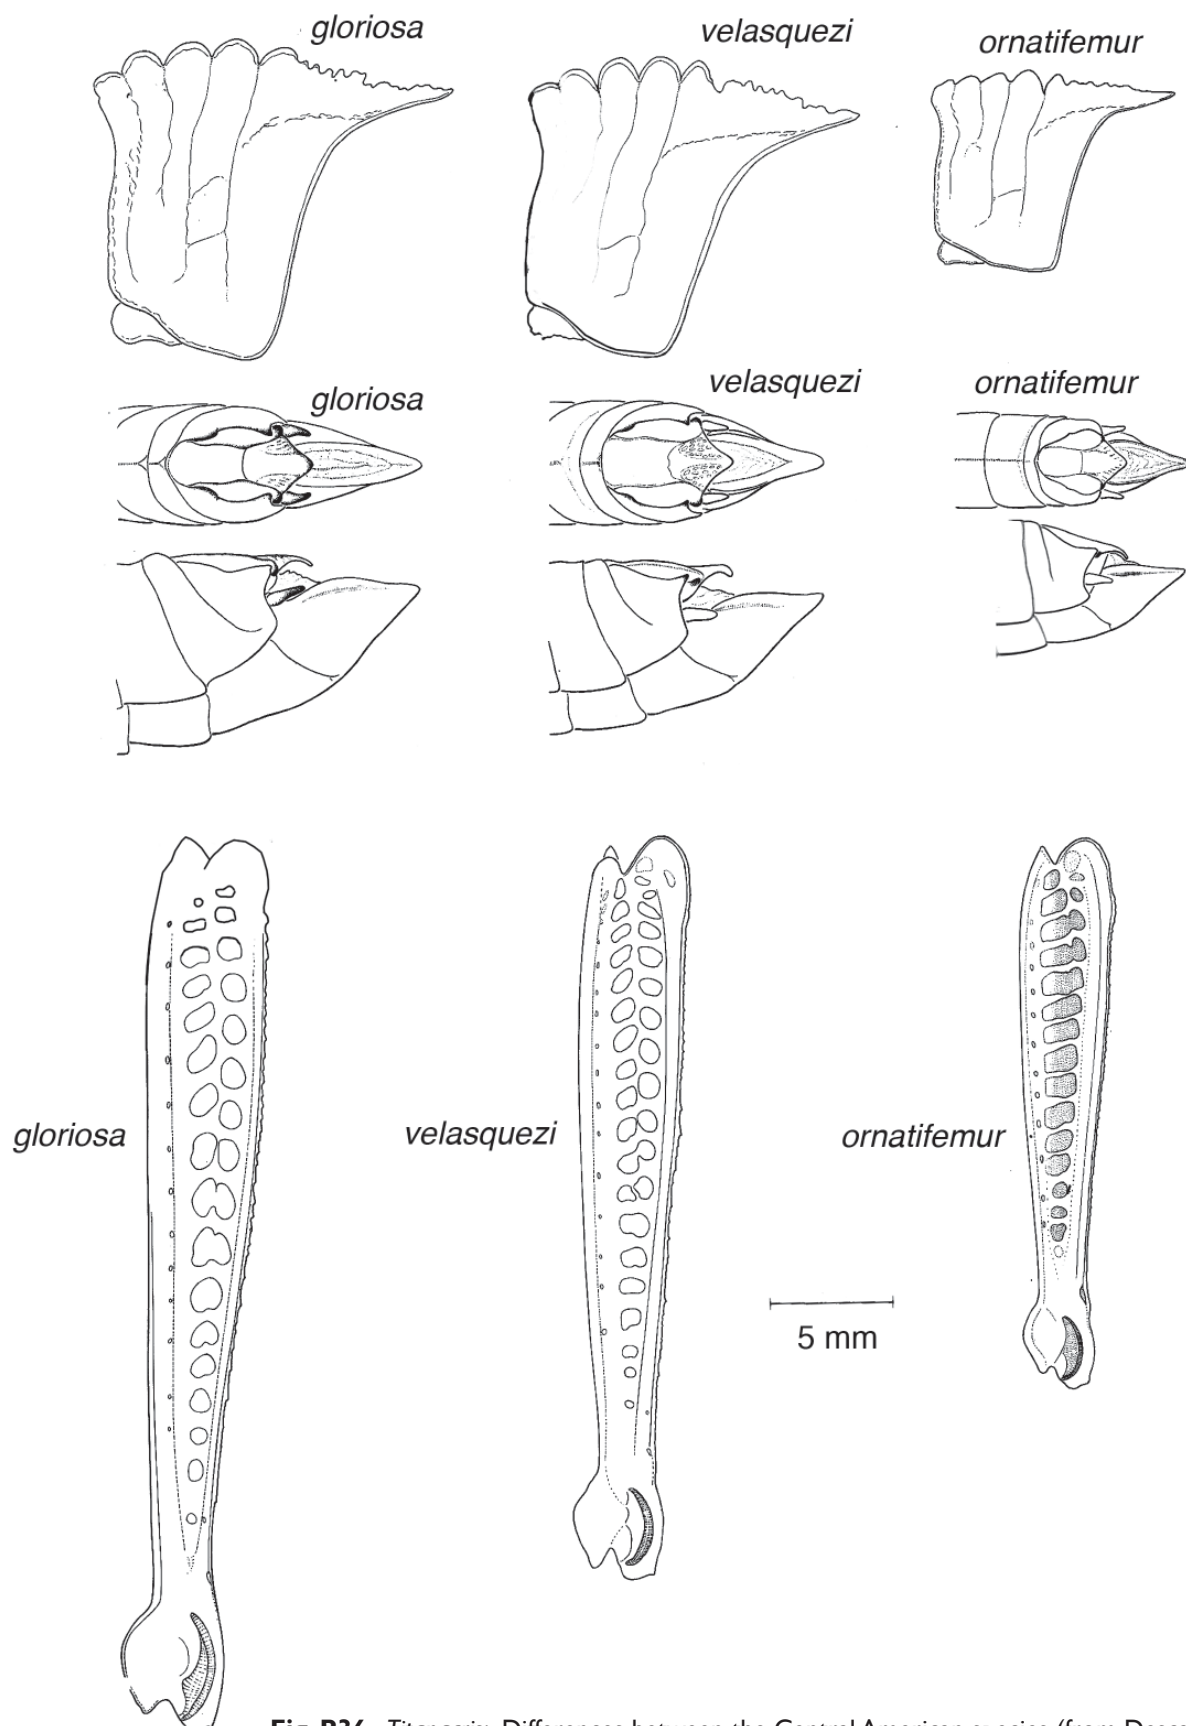 gloriosa velasquezi ornatifemur
gloriosa velasquezi ornatifemur
gloriosa velasquezi ornatifemur
5 mm
Fig B36. Titanacris: Differences between the Central American species (from Desca